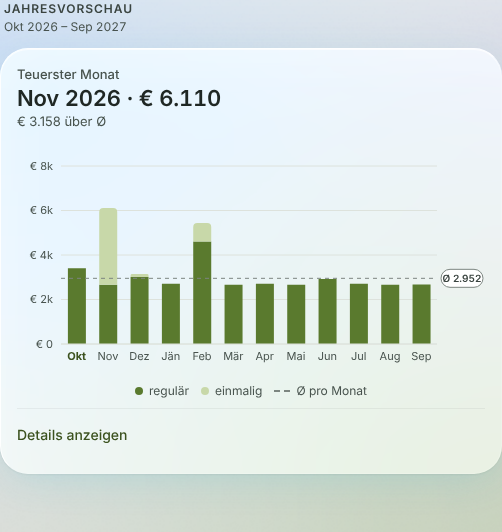 JAHRESVORSCHAU
Okt 2026 – Sep 2027
Teuerster Monat
Nov 2026 · € 6.110
€ 3.158 über Ø
€ 8k
€ 6k
€ 4k
Ø 2.952
€ 2k
€ 0
Okt Nov Dez Jän Feb Mär Apr Mai Jun Jul Aug Sep
regulär einmalig Ø pro Monat
Details anzeigen